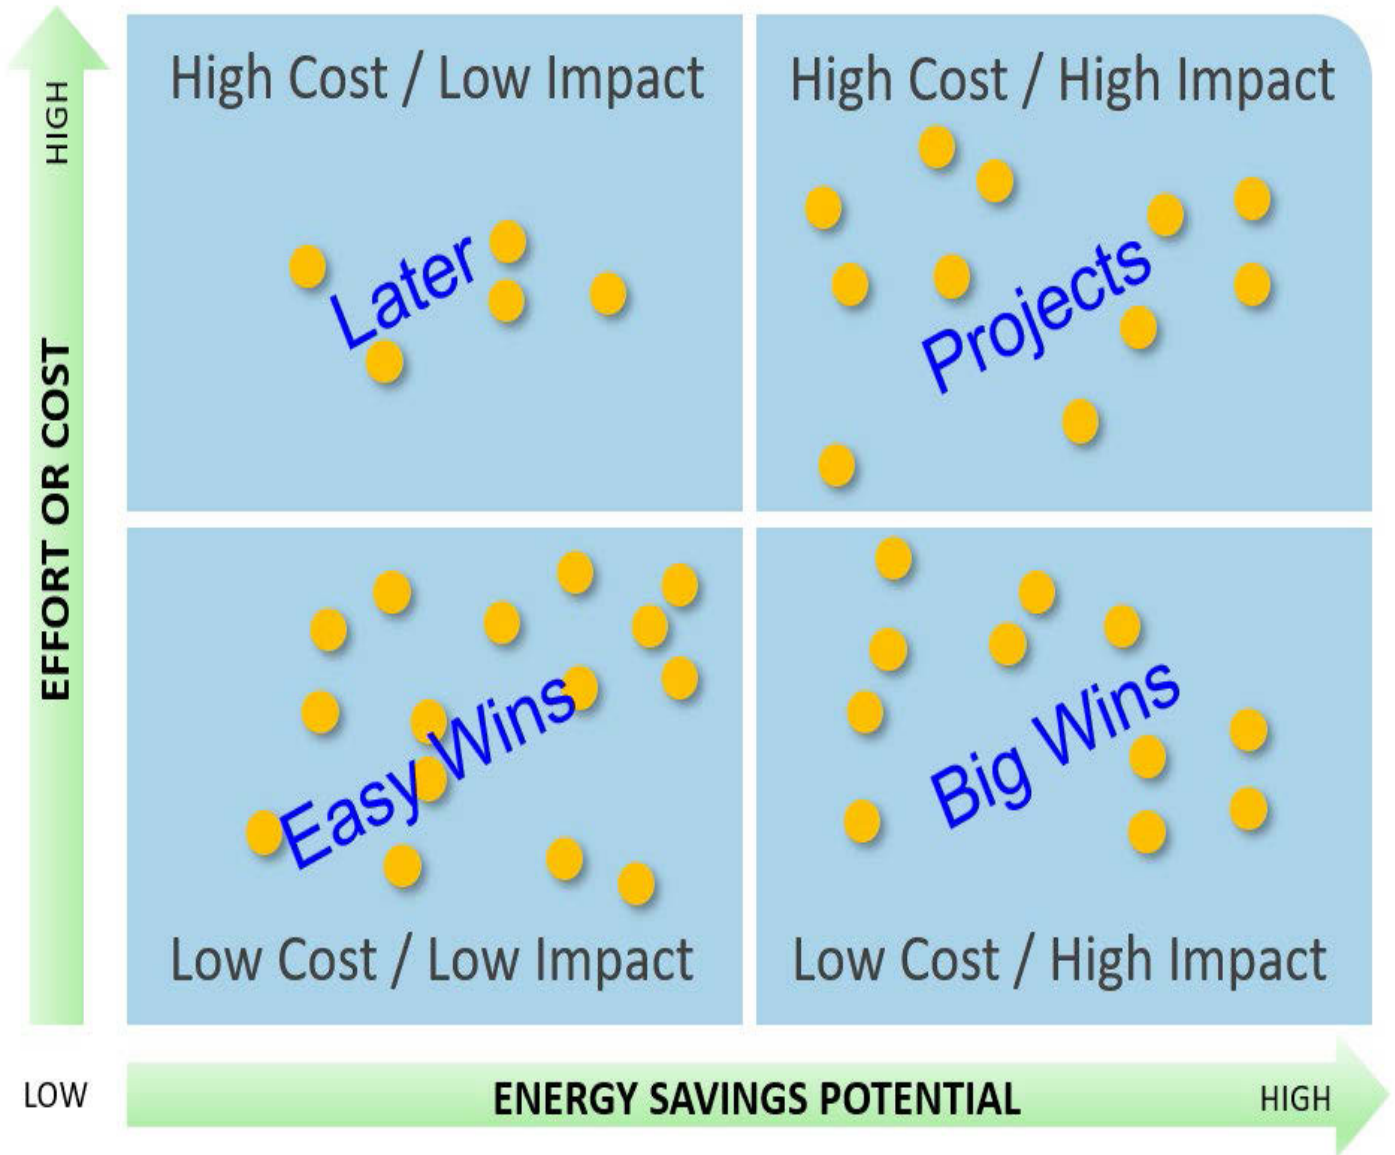 HIGH
High Cost / Low Impact
High Cost / High Impact
Later
Projects
EFFORT OR COST
Easy Wins
Big Wins
Low Cost / Low Impact
Low Cost / High Impact
LOW
ENERGY SAVINGS POTENTIAL
HIGH